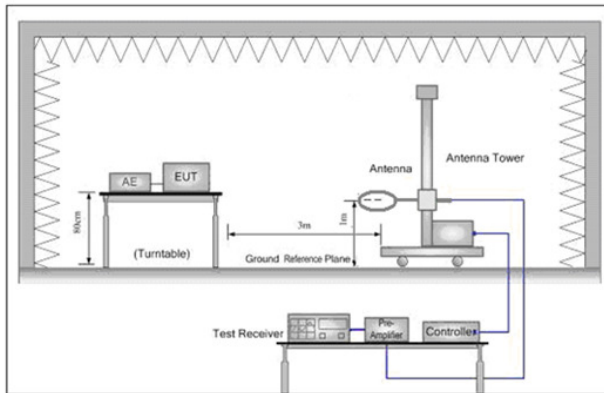 Antenna
Antenna Tower
AE
EUT
80cm
(Turntable)
3m
1m
Ground Reference Plane
Test Receiver
Pre-
Amplifier
Controller